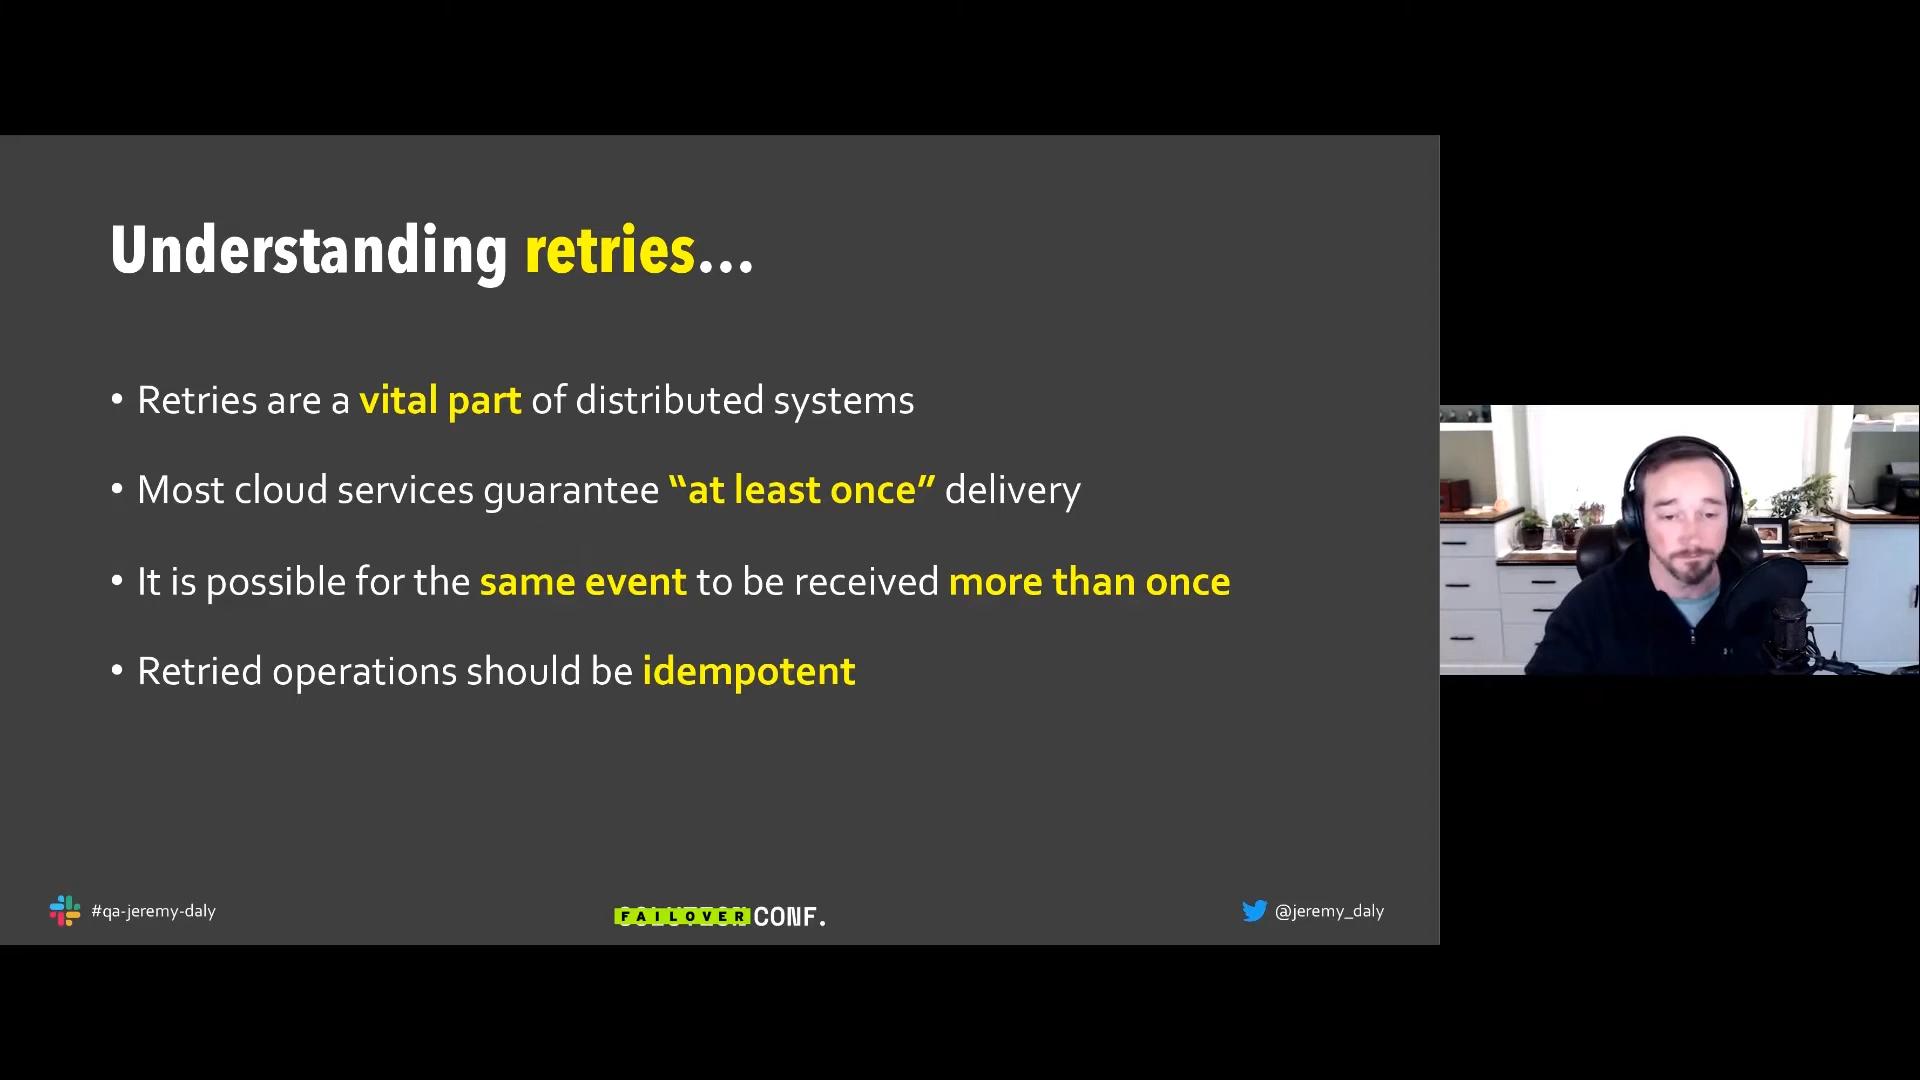 Understanding retries...
• Retries are a vital part of distributed systems
• Most cloud services guarantee “at least once” delivery
• It is possible for the same event to be received more than once
• Retried operations should be idempotent
#qa-jeremy-daly
FAILOVER CONF.
@jeremy_daly